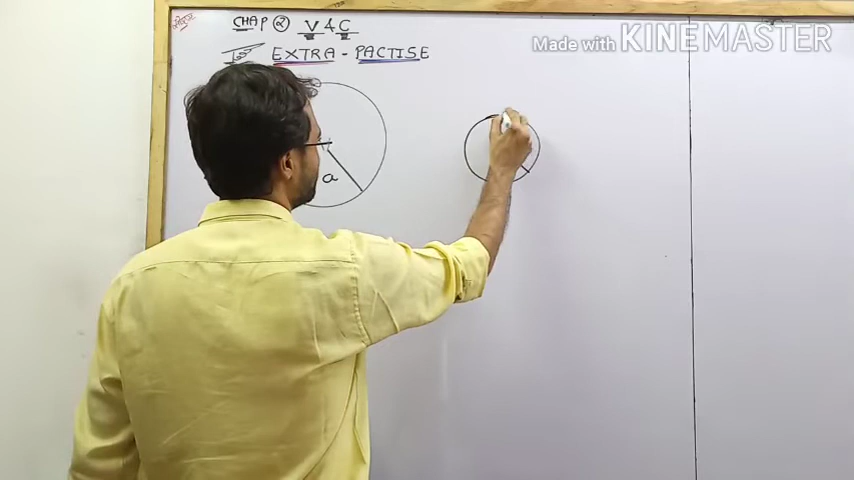 CHAP ② V & C
EXTRA - PACTISE
Made with KINEMASTER
a